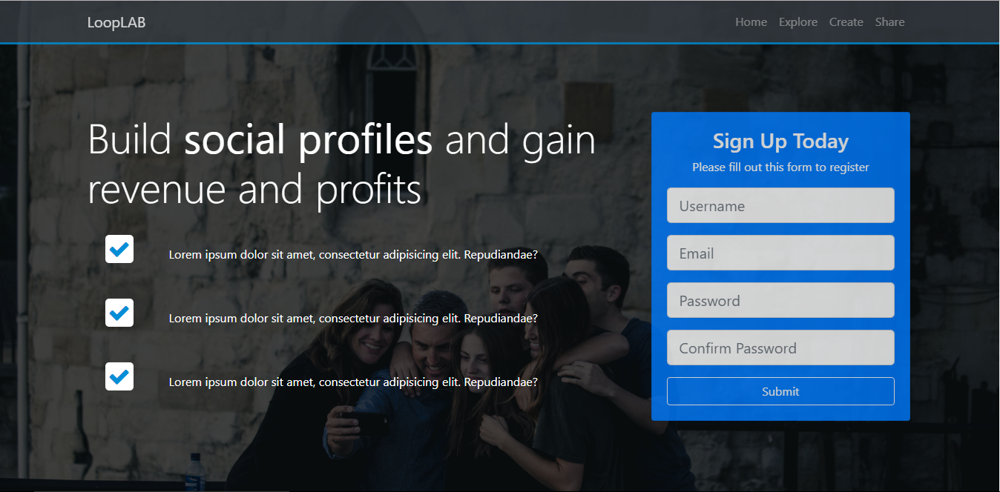 LoopLAB
Home Explore Create Share
Build social profiles and gain
revenue and profits
Lorem ipsum dolor sit amet, consectetur adipisicing elit. Repudiandae?
Lorem ipsum dolor sit amet, consectetur adipisicing elit. Repudiandae?
Lorem ipsum dolor sit amet, consectetur adipisicing elit. Repudiandae?
Sign Up Today
Please fill out this form to register
Username
Email
Password
Confirm Password
Submit